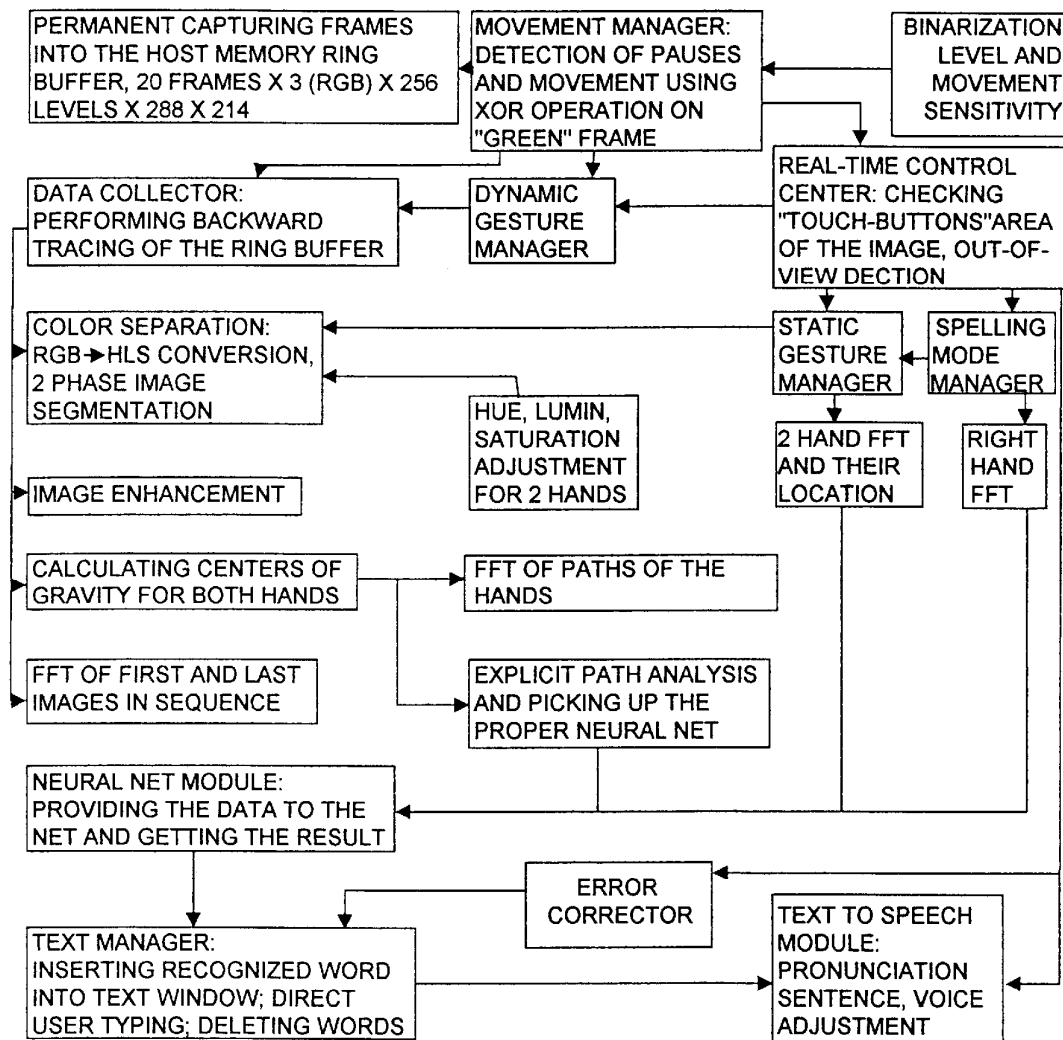 PERMANENT CAPTURING FRAMES
INTO THE HOST MEMORY RING
BUFFER, 20 FRAMES X 3 (RGB) X 256
LEVELS X 288 X 214
MOVEMENT MANAGER:
DETECTION OF PAUSES
AND MOVEMENT USING
XOR OPERATION ON
"GREEN" FRAME
BINARIZATION
LEVEL AND
MOVEMENT
SENSITIVITY
DATA COLLECTOR:
PERFORMING BACKWARD
TRACING OF THE RING BUFFER
DYNAMIC
GESTURE
MANAGER
REAL-TIME CONTROL
CENTER: CHECKING
"TOUCH-BUTTONS"AREA
OF THE IMAGE, OUT-OF-
VIEW DECTION
COLOR SEPARATION:
RGB→HLS CONVERSION,
2 PHASE IMAGE
SEGMENTATION
HUE, LUMIN,
SATURATION
ADJUSTMENT
FOR 2 HANDS
STATIC
GESTURE
MANAGER
SPELLING
MODE
MANAGER
2 HAND FFT
AND THEIR
LOCATION
RIGHT
HAND
FFT
IMAGE ENHANCEMENT
CALCULATING CENTERS OF
GRAVITY FOR BOTH HANDS
FFT OF PATHS OF THE
HANDS
FFT OF FIRST AND LAST
IMAGES IN SEQUENCE
EXPLICIT PATH ANALYSIS
AND PICKING UP THE
PROPER NEURAL NET
NEURAL NET MODULE:
PROVIDING THE DATA TO THE
NET AND GETTING THE RESULT
ERROR
CORRECTOR
TEXT MANAGER:
INSERTING RECOGNIZED WORD
INTO TEXT WINDOW; DIRECT
USER TYPING; DELETING WORDS
TEXT TO SPEECH
MODULE:
PRONUNCIATION
SENTENCE, VOICE
ADJUSTMENT